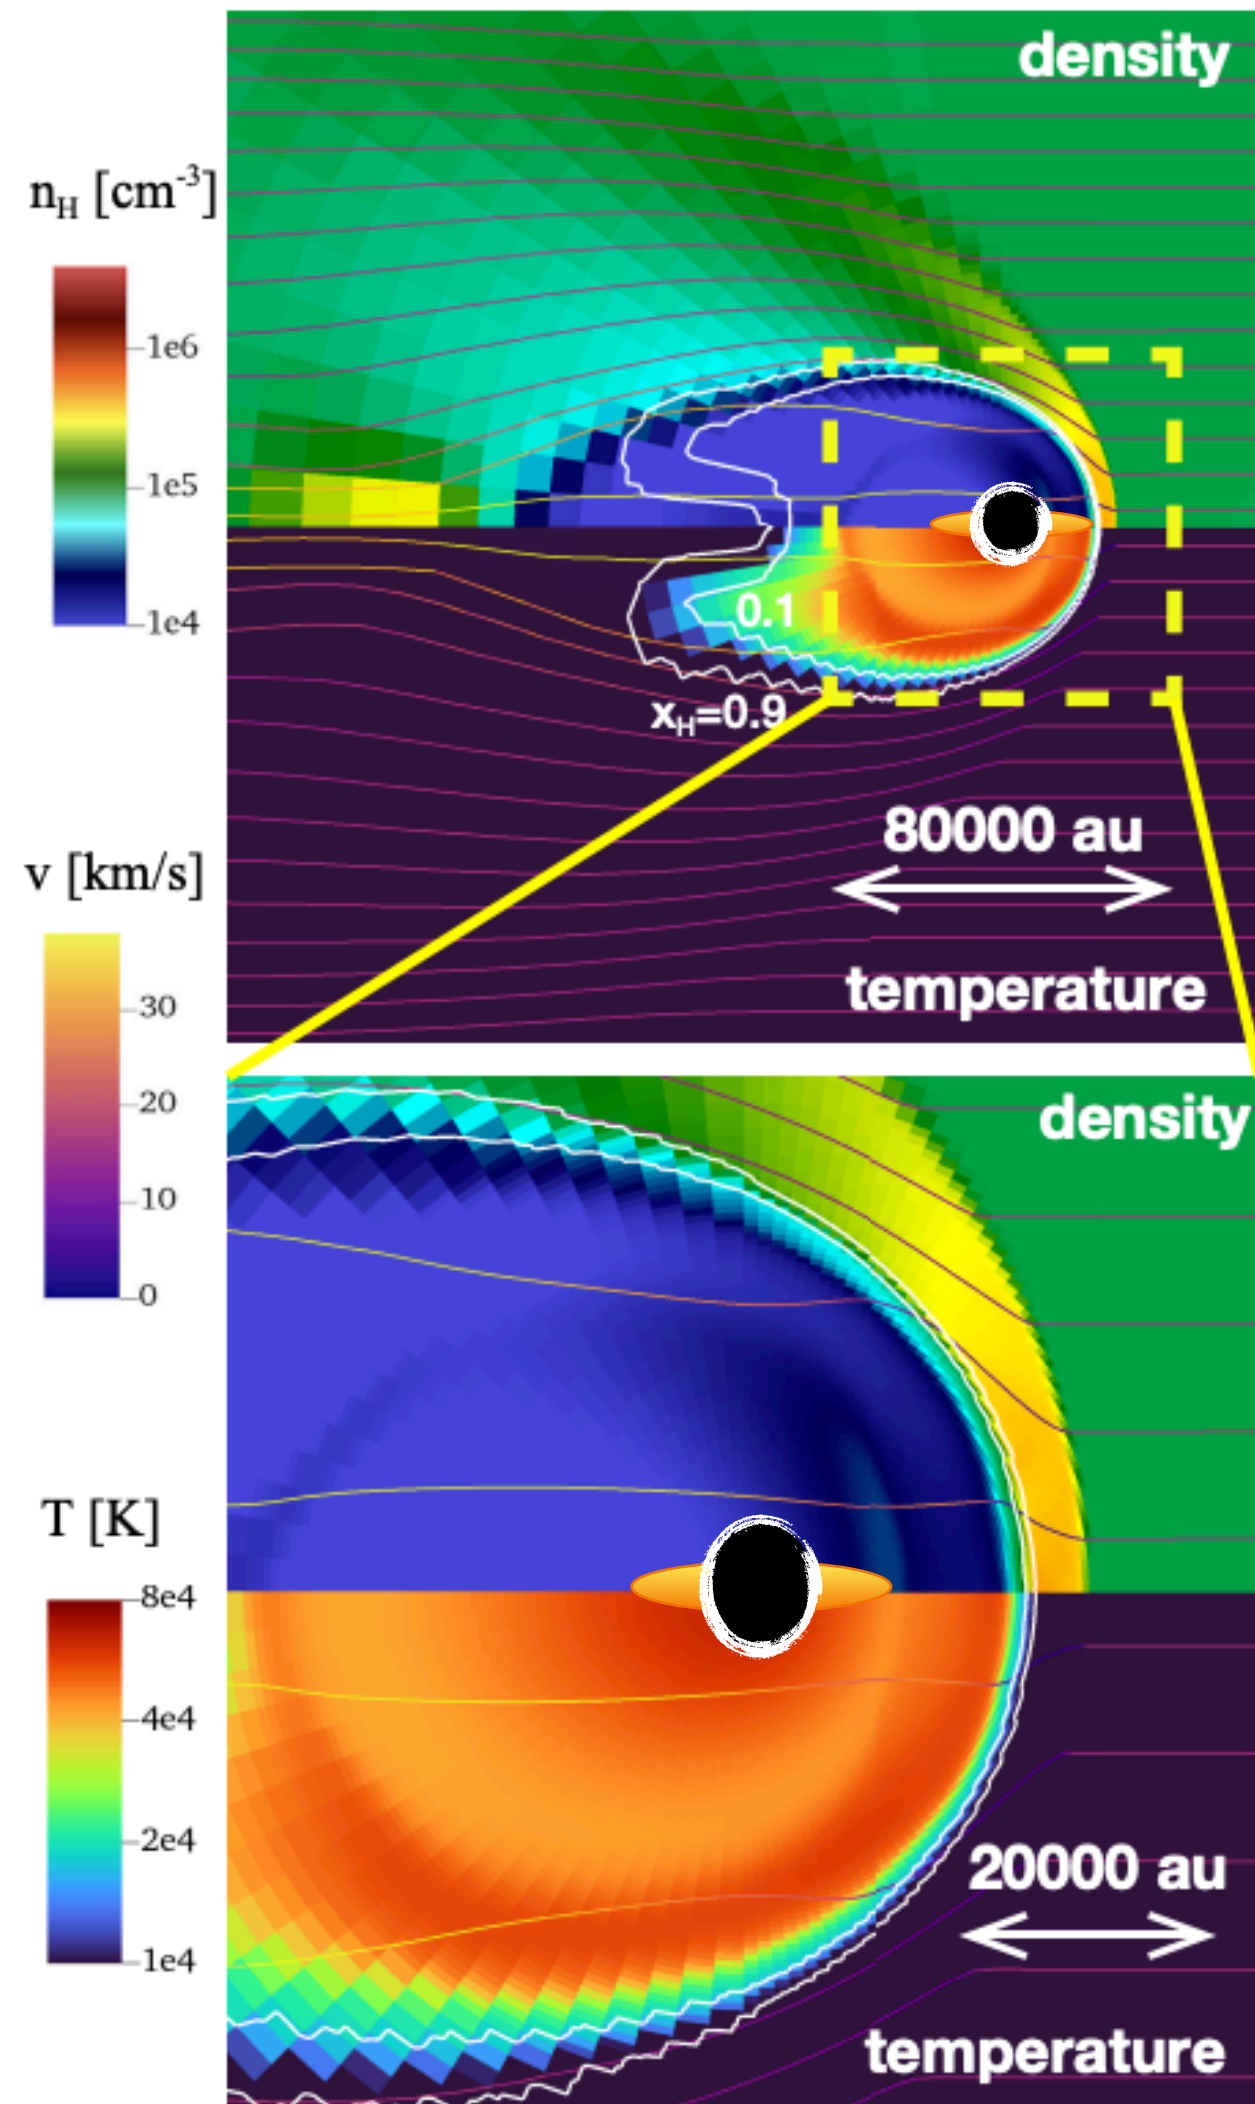 density
n_H [cm^-3]
1e6
1e5
1e4
0.1
x_H=0.9
80000 au
v [km/s]
temperature
30
20
10
0
density
T [K]
8e4
4e4
2e4
1e4
20000 au
temperature